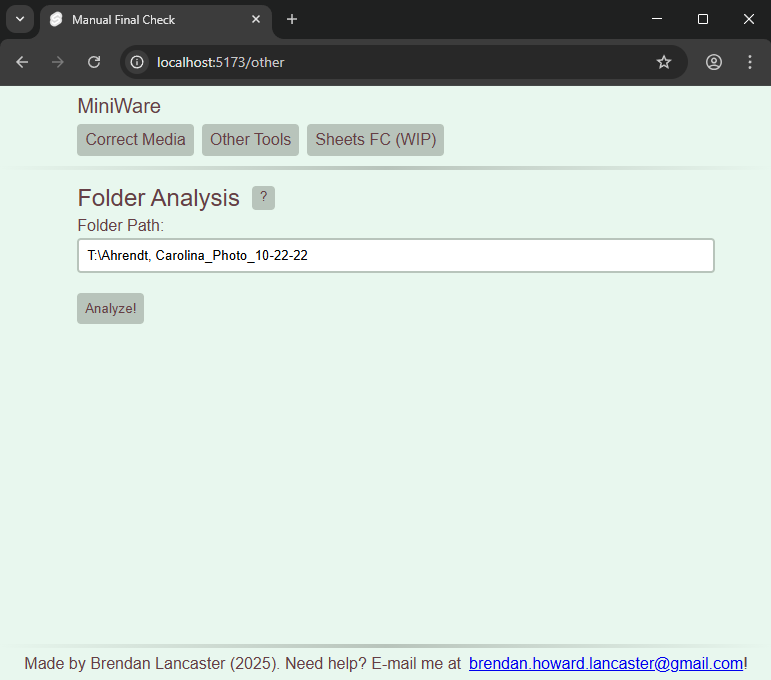 Manual Final Check
localhost:5173/other
MiniWare
Correct Media Other Tools Sheets FC (WIP)
Folder Analysis ?
Folder Path:
T:\Ahrendt, Carolina_Photo_10-22-22
Analyze!
Made by Brendan Lancaster (2025). Need help? E-mail me at brendan.howard.lancaster@gmail.com!